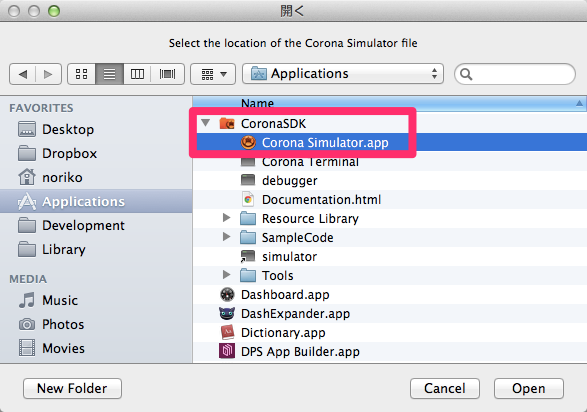 開く
Select the location of the Corona Simulator file
Applications
FAVORITES
Desktop
Dropbox
noriko
Applications
Development
Library
MEDIA
Music
Photos
Movies
Name
CoronaSDK
Corona Simulator.app
Corona Terminal
debugger
Documentation.html
Resource Library
SampleCode
simulator
Tools
Dashboard.app
DashExpander.app
Dictionary.app
DPS App Builder.app
New Folder
Cancel
Open